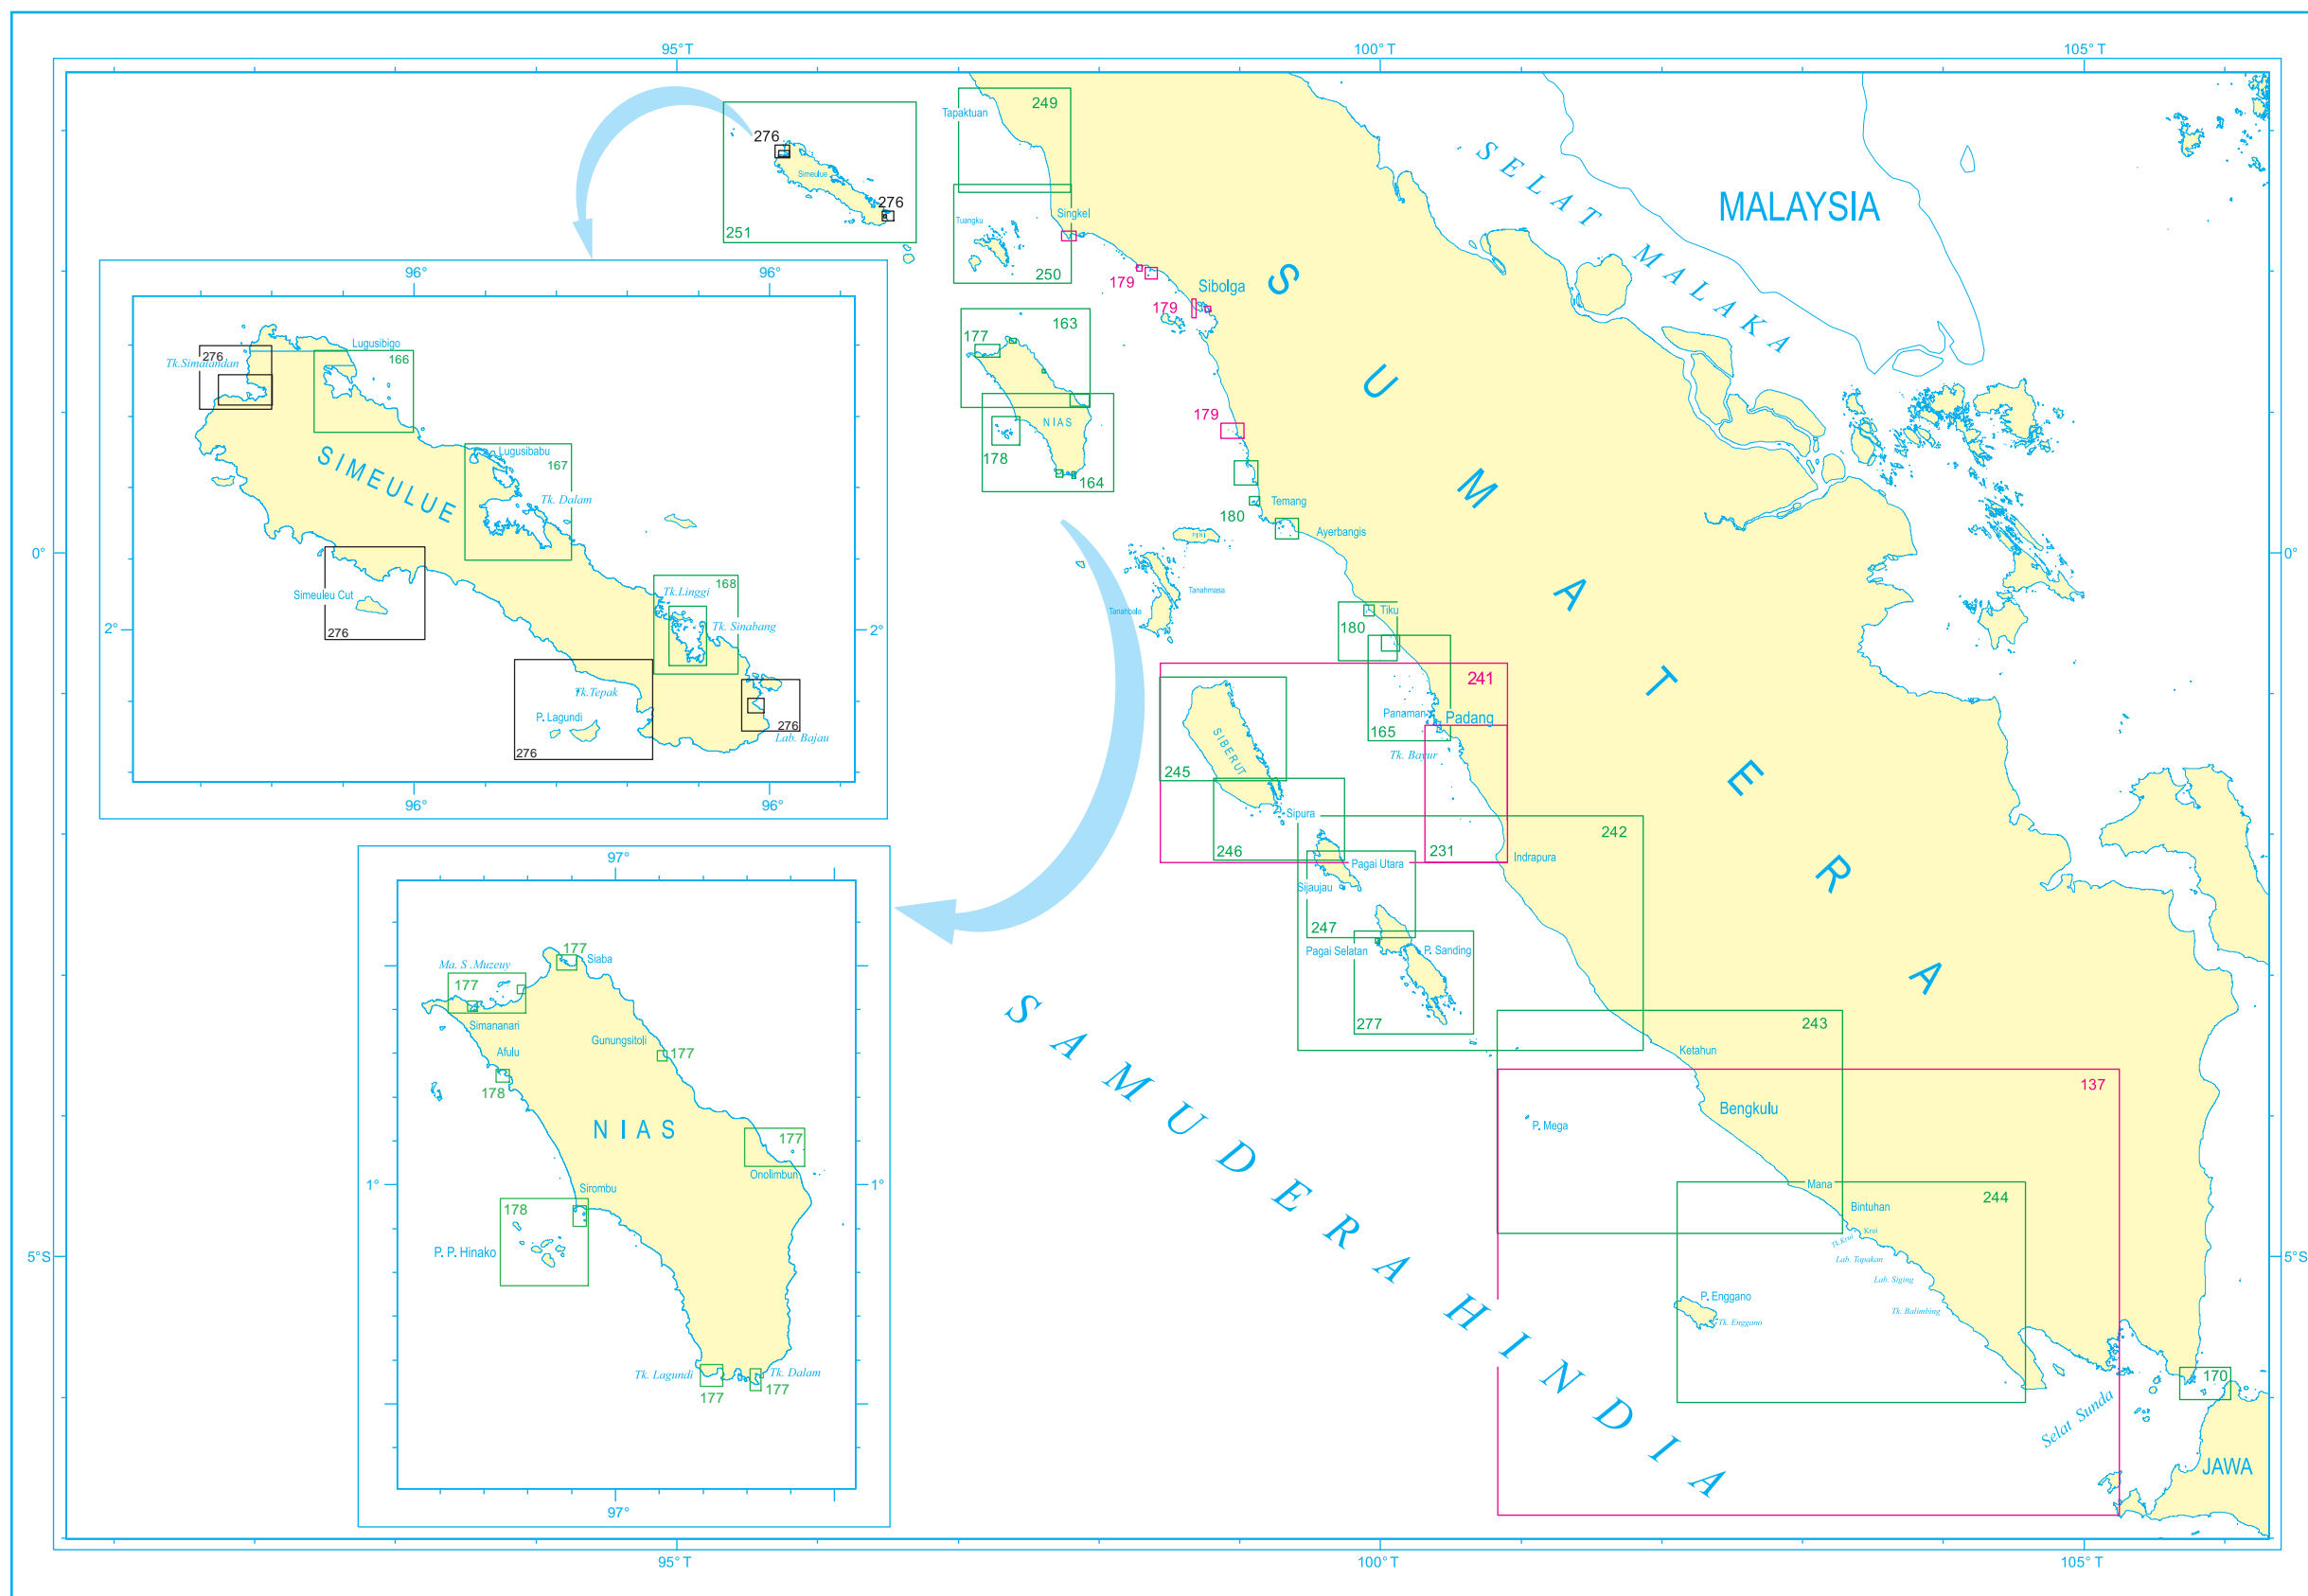 95° T
100° T
105° T
249
Tapaktuan
276
Simeulue
276
251
SELAT MALAKA
MALAYSIA
Tuangku
Singkel
250
179
Sibolga
179
163
177
NIAS
178
164
179
180
Temang
Ayerbangis
Tanahmasa
Tanahbala
Tiku
180
241
Panaman
Padang
165
Tk. Bayur
SIBERUT
245
Sipura
246
242
231
Indrapura
Pagai Utara
Sijaujau
247
Pagai Selatan
P. Sanding
277
SUMATERA
SAMUDERA HINDIA
243
Ketahun
137
Bengkulu
P. Mega
Mana
Bintuhan
244
Krui
Tk. Krui
Lab. Tapakan
Lab. Siging
Tk. Balimbing
P. Enggano
Tk. Enggano
170
Selat Sunda
JAWA
0°
0°
5°S
5°S
95° T
100° T
105° T
96°
96°
276
Tk.Simalandan
Lugusibigo
166
SIMEULUE
Lugusibabu
167
Tk. Dalam
Simeuleu Cut
276
168
Tk.Linggi
Tk. Sinabang
2°
2°
Tk.Tepak
P. Lagundi
276
276
Lab. Bajau
96°
96°
97°
177
Siaba
Ma. S .Muzeuy
177
Simananari
Afulu
178
Gunungsitoli
177
NIAS
177
Onolimbun
1°
1°
Sirombu
178
P. P. Hinako
Tk. Lagundi
177
Tk. Dalam
177
97°